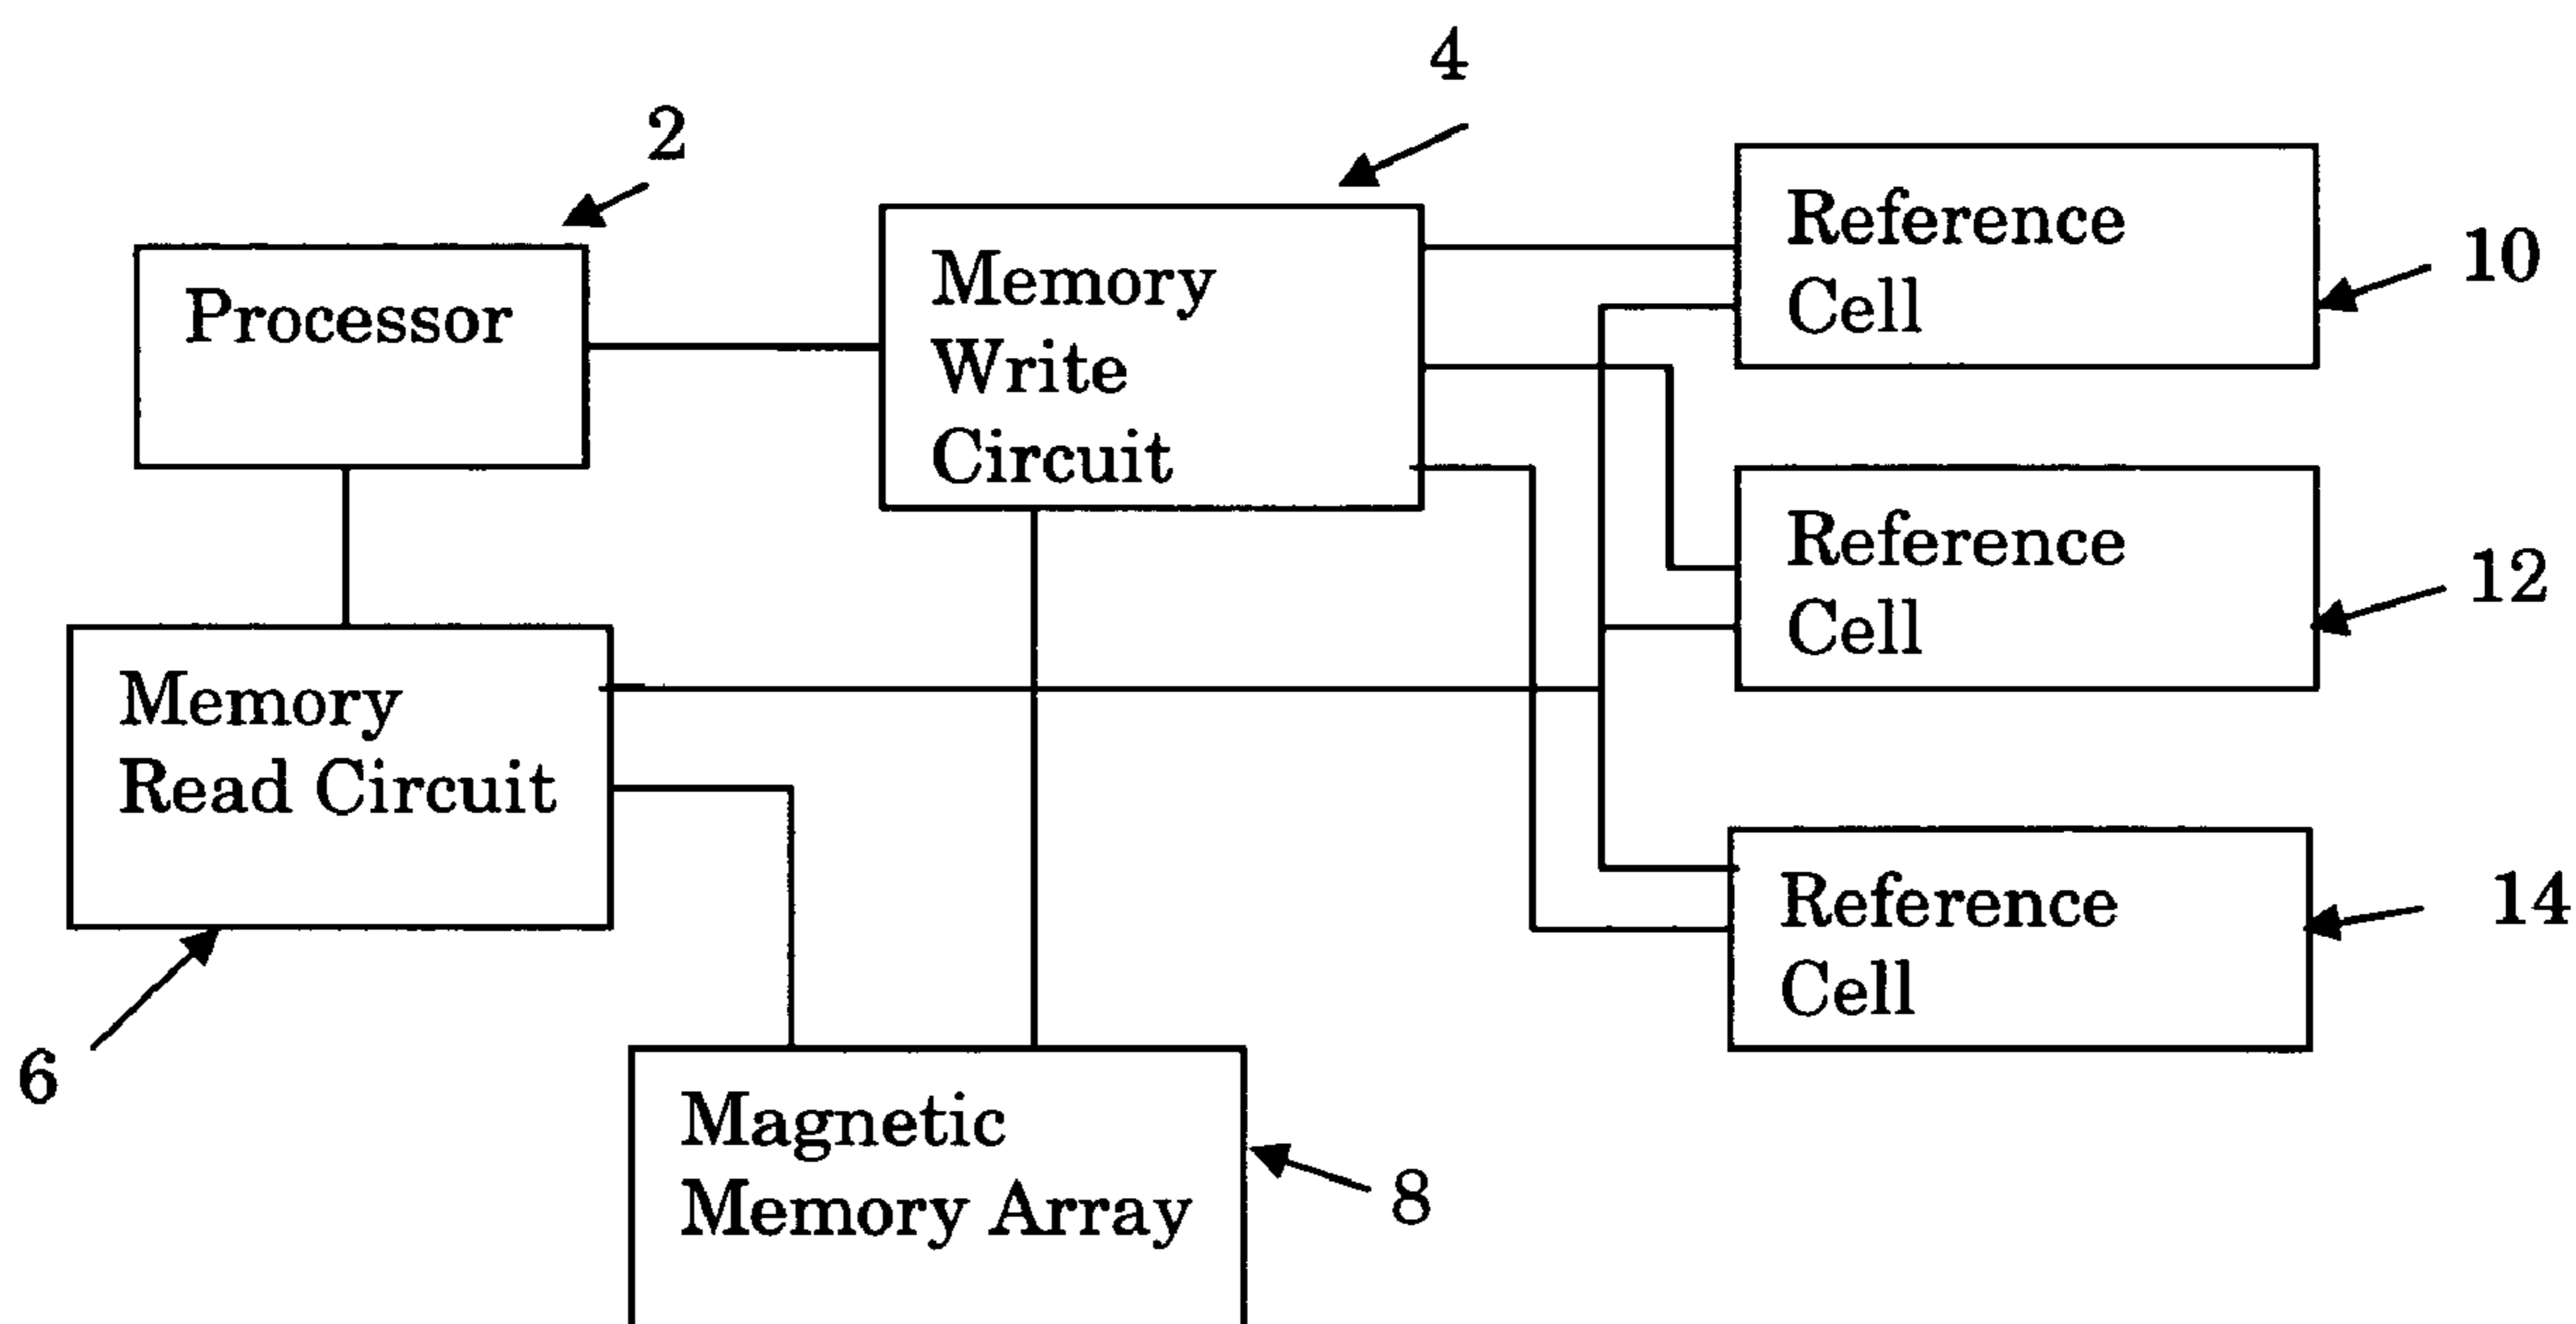 4
2
Processor
Memory
Write
Circuit
Reference
Cell
10
Reference
Cell
12
Memory
Read Circuit
6
Reference
Cell
14
Magnetic
Memory Array
8